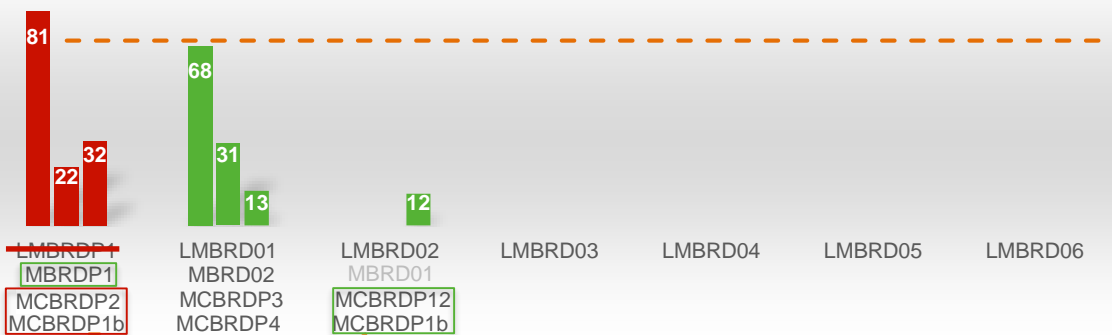 81
68
32
31
22
13
12
LMBRDP1 LMBRD01 LMBRD02 LMBRD03 LMBRD04 LMBRD05 LMBRD06
MBRDP1 MBRD02 MBRD01
MCBRDP2 MCBRDP3 MCBRDP12
MCBRDP1b MCBRDP4 MCBRDP1b